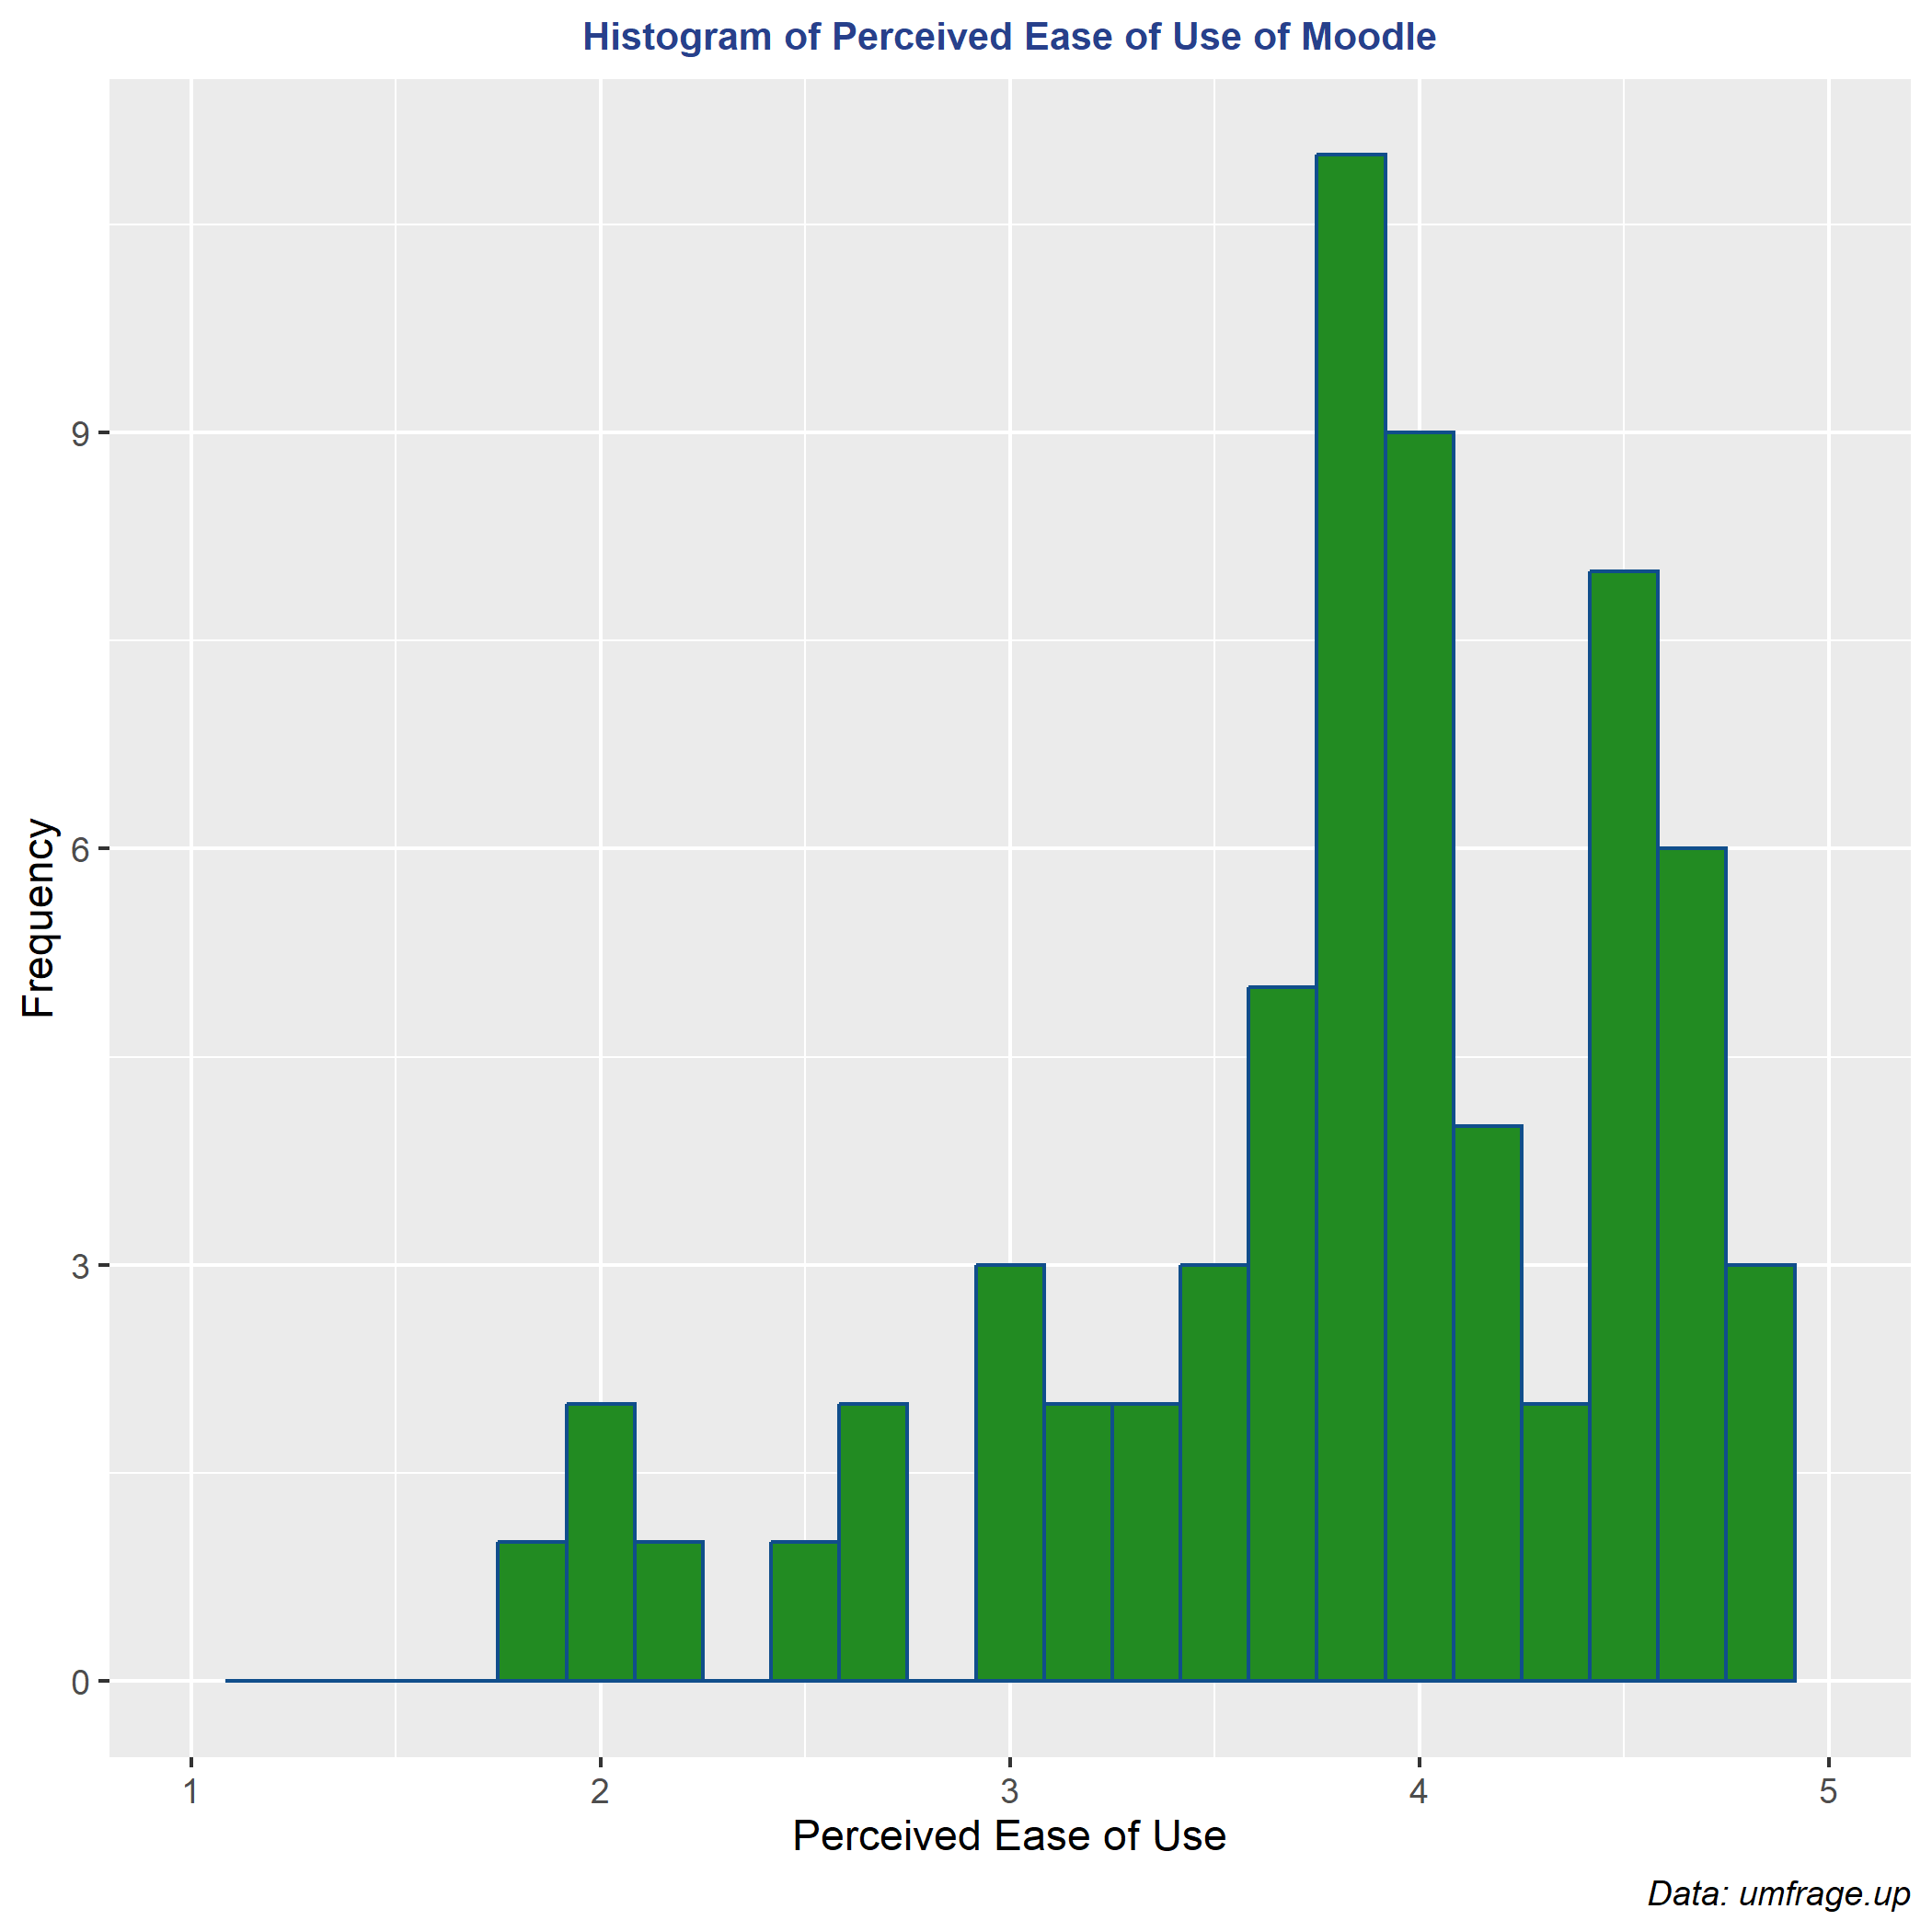 Histogram of Perceived Ease of Use of Moodle
Frequency
9
6
3
0
1 2 3 4 5
Perceived Ease of Use
Data: umfrage.up